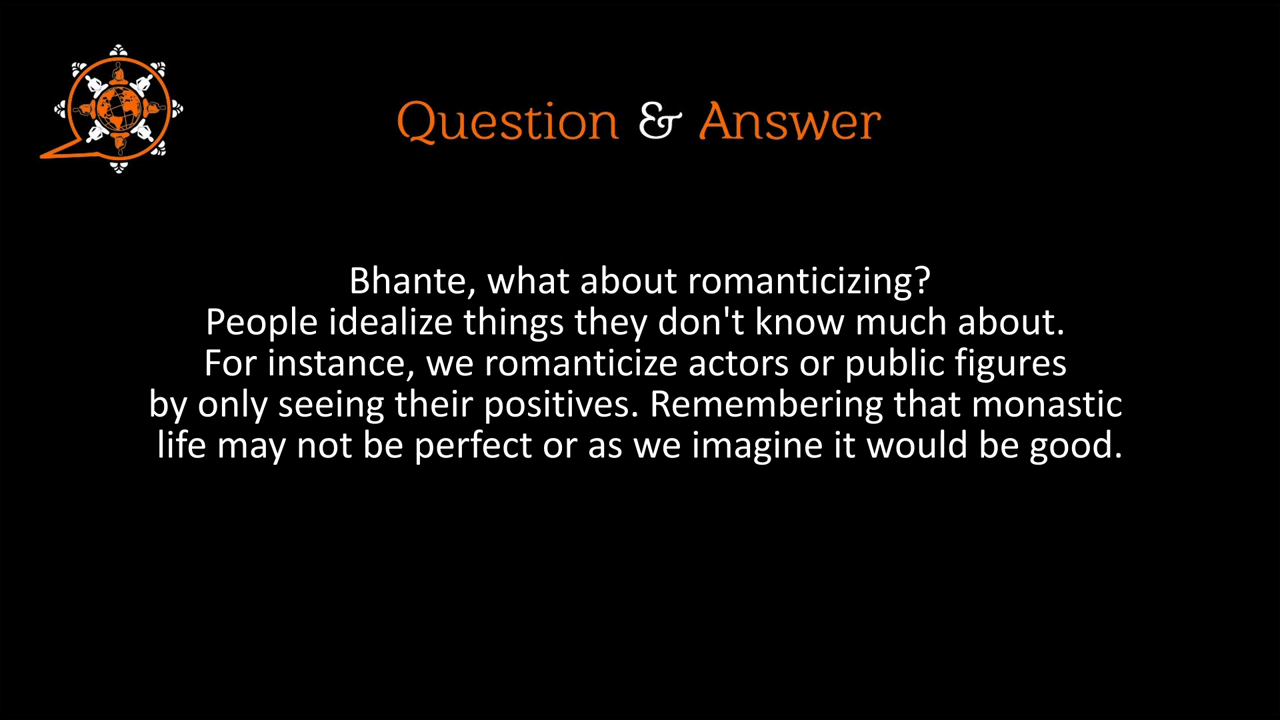 Question & Answer
Bhante, what about romanticizing?
People idealize things they don't know much about.
For instance, we romanticize actors or public figures
by only seeing their positives. Remembering that monastic
life may not be perfect or as we imagine it would be good.